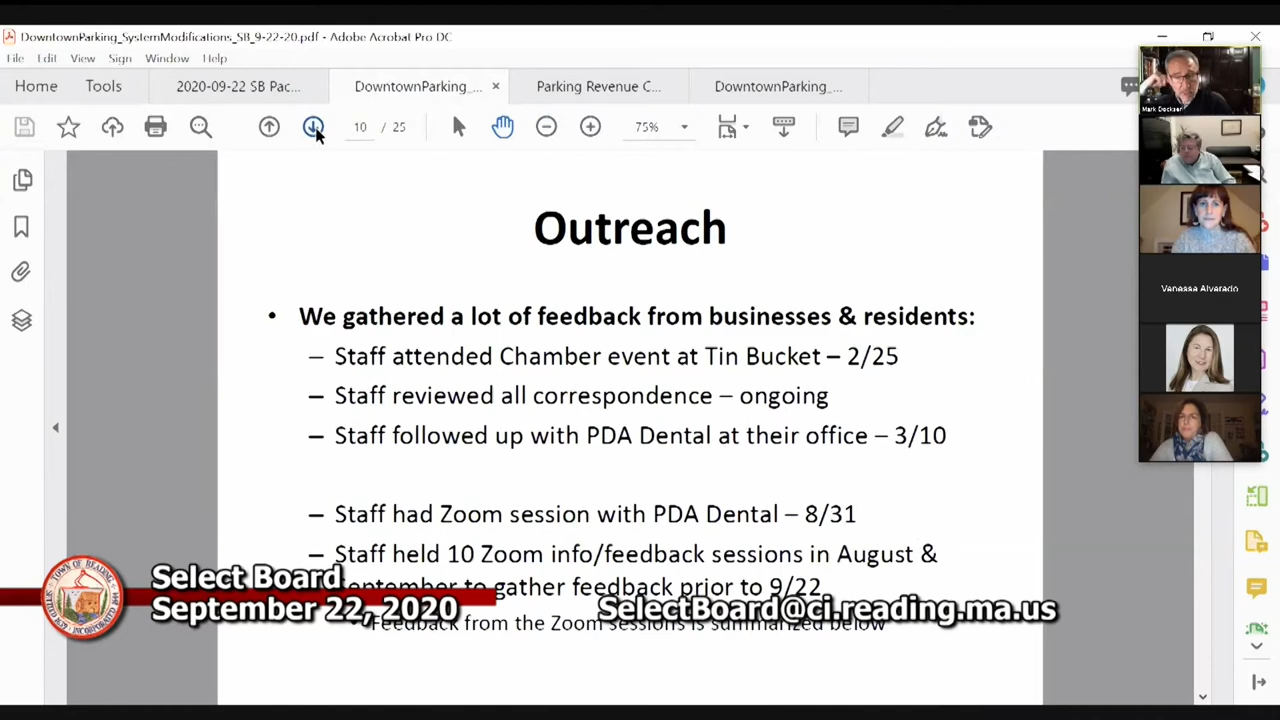 DowntownParking_SystemModifications_SB_9-22-20.pdf - Adobe Acrobat Pro DC
File Edit View Sign Window Help
Home Tools 2020-09-22 SB Pac... DowntownParking_... × Parking Revenue C... DowntownParking_...
10 / 25 75%
Mark Dockser
Vanessa Alvarado
Outreach
• We gathered a lot of feedback from businesses & residents:
– Staff attended Chamber event at Tin Bucket – 2/25
– Staff reviewed all correspondence – ongoing
– Staff followed up with PDA Dental at their office – 3/10
– Staff had Zoom session with PDA Dental – 8/31
– Staff held 10 Zoom info/feedback sessions in August &
September to gather feedback prior to 9/22
Feedback from the Zoom sessions is summarized below
Select Board
September 22, 2020
SelectBoard@ci.reading.ma.us
TOWN OF READING